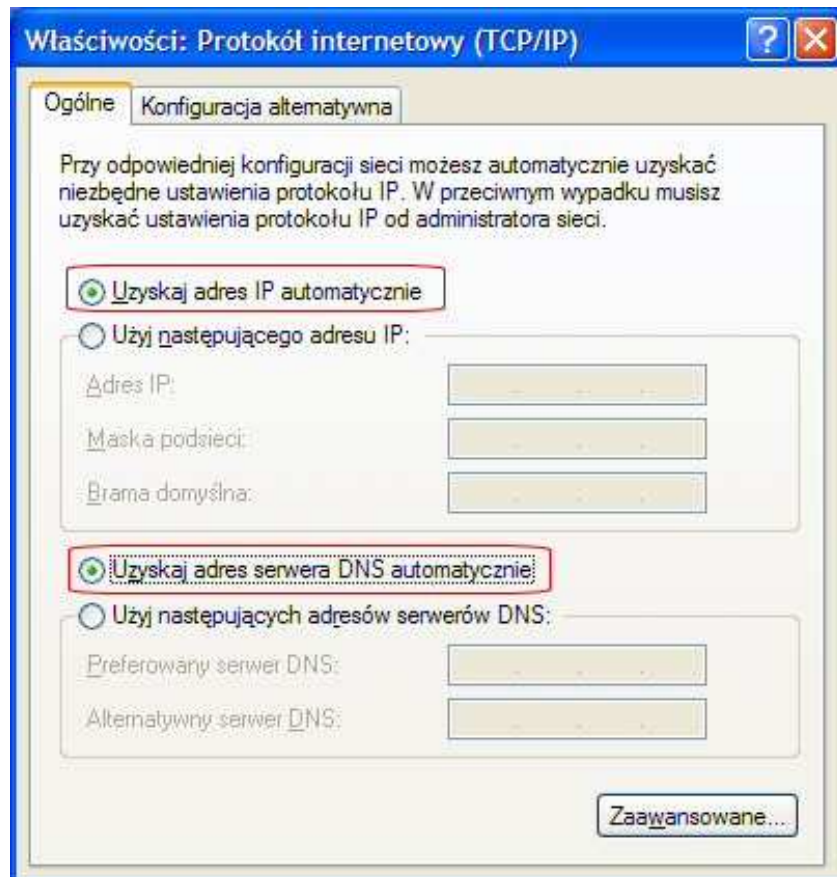 Właściwości: Protokół internetowy (TCP/IP)
Ogólne
Konfiguracja alternatywna
Przy odpowiedniej konfiguracji sieci możesz automatycznie uzyskać
niezbędne ustawienia protokołu IP. W przeciwnym wypadku musisz
uzyskać ustawienia protokołu IP od administratora sieci.
Uzyskaj adres IP automatycznie
Użyj następującego adresu IP:
Adres IP:
Maska podsieci:
Brama domyślna:
Uzyskaj adres serwera DNS automatycznie
Użyj następujących adresów serwerów DNS:
Preferowany serwer DNS:
Alternatywny serwer DNS:
Zaawansowane...